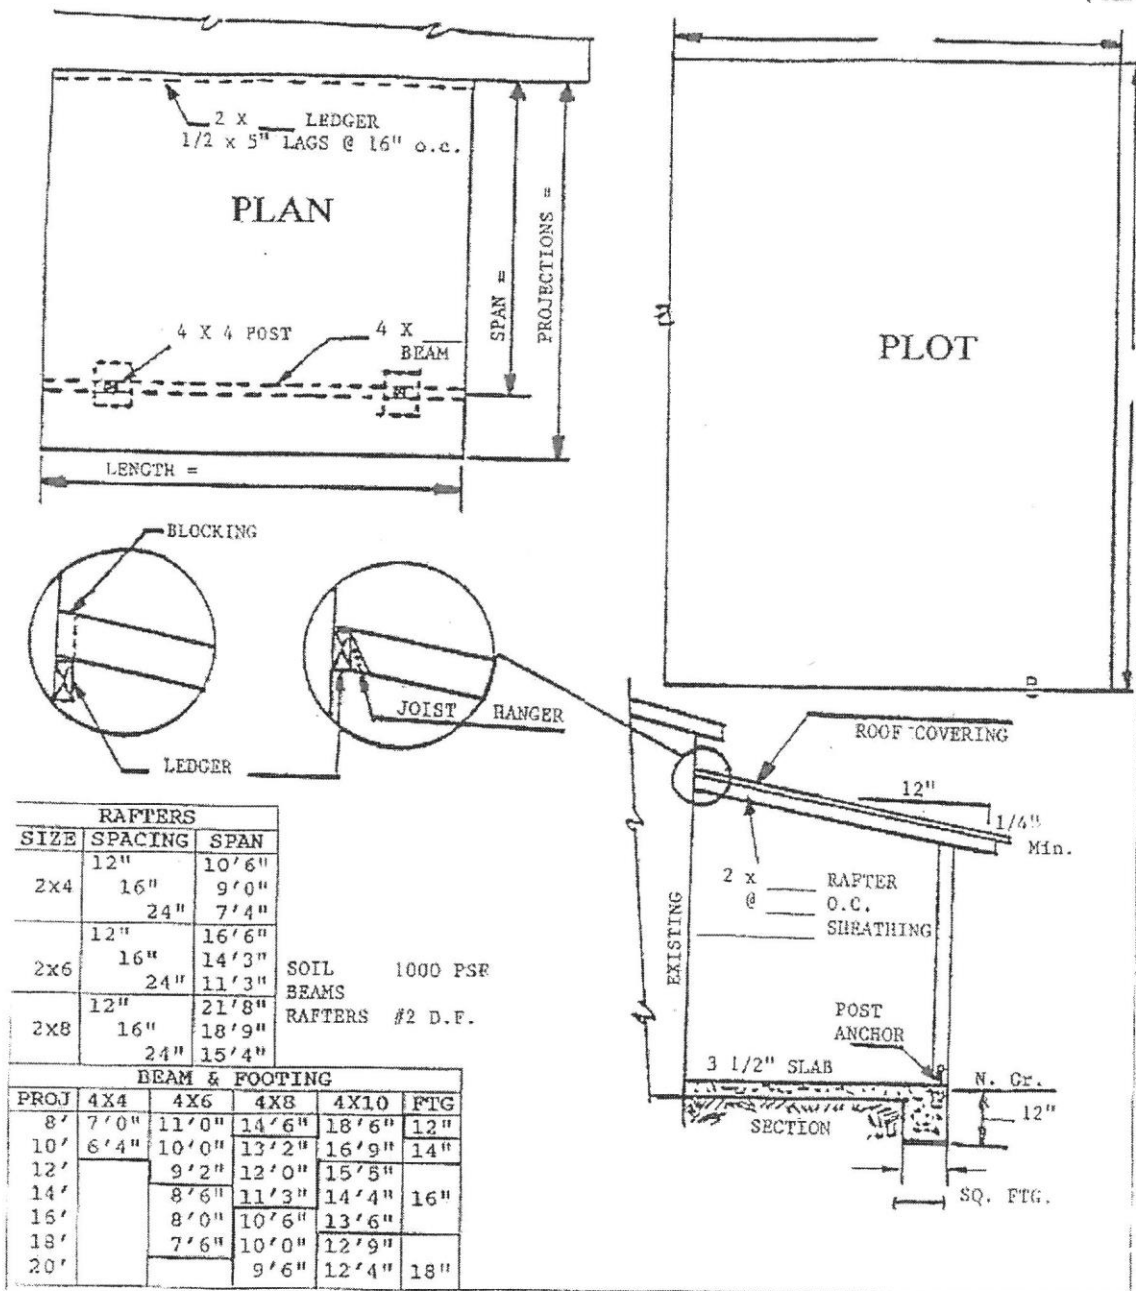 2 x ___ LEDGER
1/2 x 5" LAGS @ 16" o.c.
PLAN
SPAN =
PROJECTIONS =
4 X 4 POST
4 X ___
BEAM
LENGTH =
PLOT
BLOCKING
JOIST HANGER
LEDGER
ROOF COVERING
12"
1/4"
Min.
2 x ___ RAFTER
@ ___ O.C.
___ SHEATHING
EXISTING
POST
ANCHOR
3 1/2" SLAB
N. Gr.
12"
SECTION
SQ. FTG.
RAFTERS
SIZE SPACING SPAN
12" 10'6"
2x4 16" 9'0"
24" 7'4"
12" 16'6"
2x6 16" 14'3"
24" 11'3"
12" 21'8"
2x8 16" 18'9"
24" 15'4"
SOIL 1000 PSF
BEAMS
RAFTERS #2 D.F.
BEAM & FOOTING
PROJ 4X4 4X6 4X8 4X10 FTG
8' 7'0" 11'0" 14'6" 18'6" 12"
10' 6'4" 10'0" 13'2" 16'9" 14"
12' 9'2" 12'0" 15'5"
14' 8'6" 11'3" 14'4" 16"
16' 8'0" 10'6" 13'6"
18' 7'6" 10'0" 12'9"
20' 9'6" 12'4" 18"